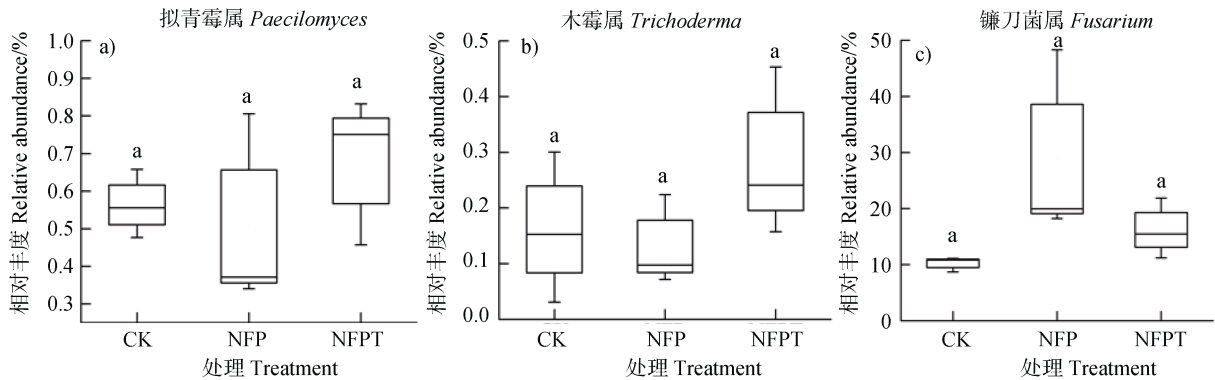 拟青霉属 Paecilomyces
a)
相对丰度 Relative abundance/%
1.0
0.9
0.8
0.7
0.6
0.5
0.4
0.3
a
a
a
CK
NFP
NFPT
处理 Treatment
木霉属 Trichoderma
b)
相对丰度 Relative abundance/%
0.5
0.4
0.3
0.2
0.1
0.0
a
a
a
CK
NFP
NFPT
处理 Treatment
镰刀菌属 Fusarium
c)
相对丰度 Relative abundance/%
50
40
30
20
10
0
a
a
a
CK
NFP
NFPT
处理 Treatment